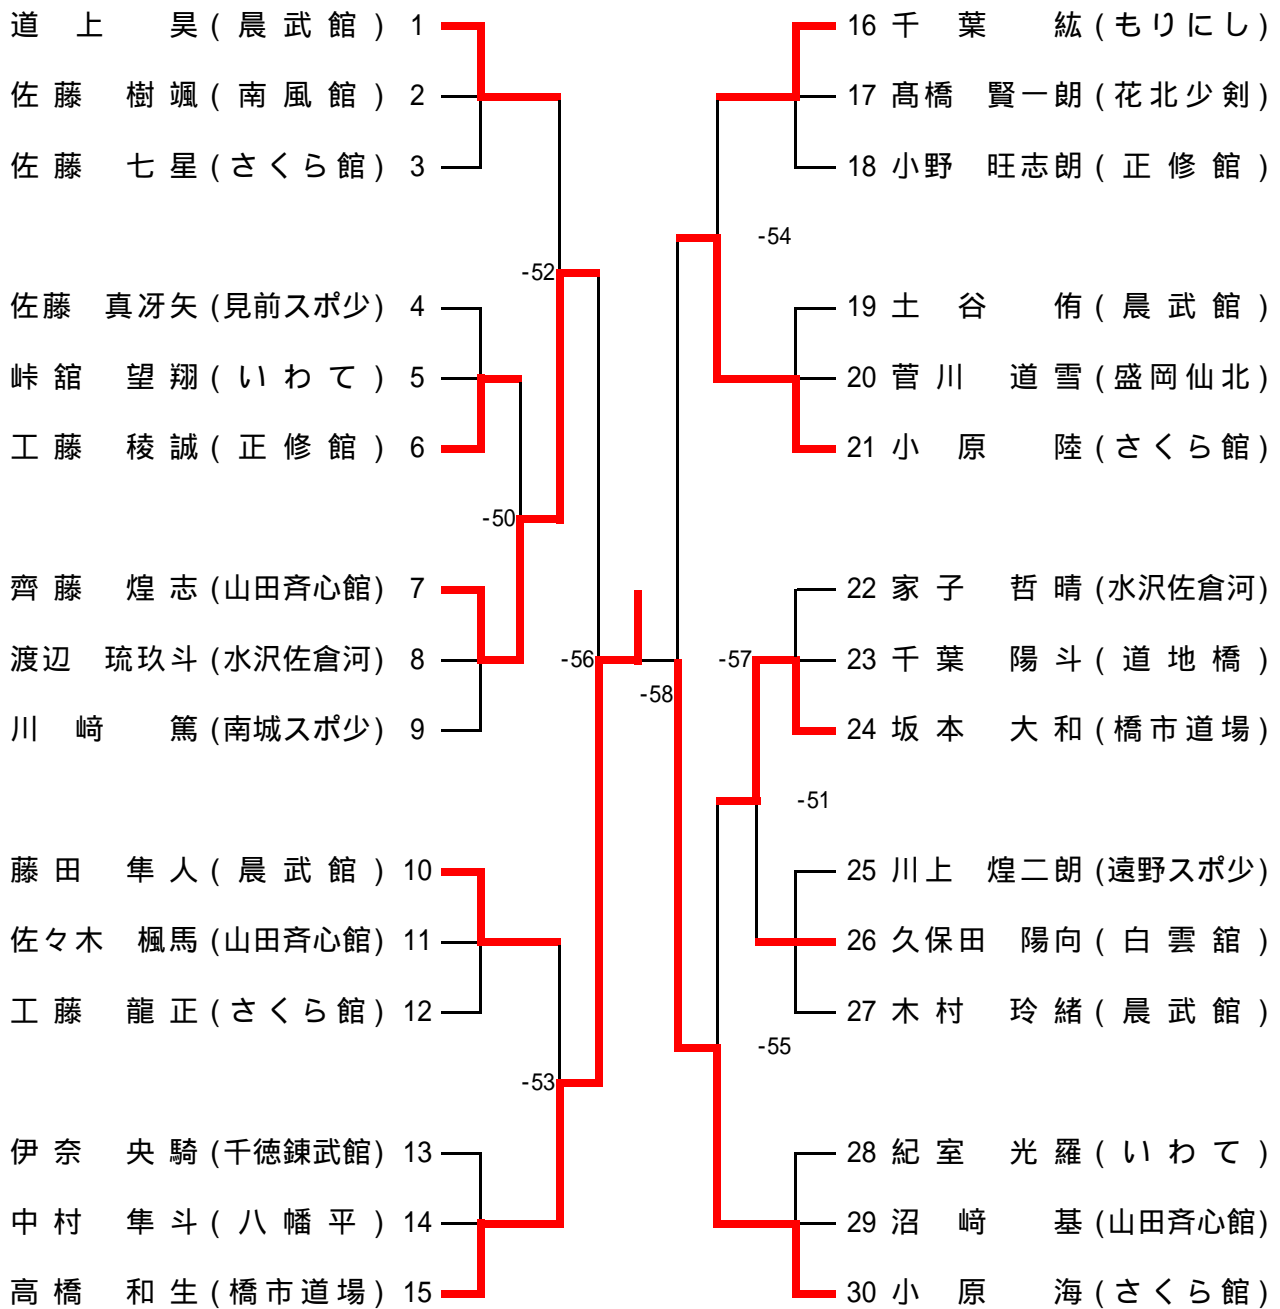 道上 昊 (晨武館) 1
佐藤 樹颯 (南風館) 2
佐藤 七星 (さくら館) 3
佐藤 真冴矢 (見前スポ少) 4
峠舘 望翔 (いわて) 5
工藤 稜誠 (正修館) 6
齊藤 煌志 (山田斉心館) 7
渡辺 琉玖斗 (水沢佐倉河) 8
川﨑 篤 (南城スポ少) 9
藤田 隼人 (晨武館) 10
佐々木 楓馬 (山田斉心館) 11
工藤 龍正 (さくら館) 12
伊奈 央騎 (千徳錬武館) 13
中村 隼斗 (八幡平) 14
高橋 和生 (橋市道場) 15
-52
-50
-56
-53
-58
-54
-57
-51
-55
16 千葉 紘 (もりにし)
17 髙橋 賢一朗 (花北少剣)
18 小野 旺志朗 (正修館)
19 土谷 侑 (晨武館)
20 菅川 道雪 (盛岡仙北)
21 小原 陸 (さくら館)
22 家子 哲晴 (水沢佐倉河)
23 千葉 陽斗 (道地橋)
24 坂本 大和 (橋市道場)
25 川上 煌二朗 (遠野スポ少)
26 久保田 陽向 (白雲舘)
27 木村 玲緒 (晨武館)
28 紀室 光羅 (いわて)
29 沼﨑 基 (山田斉心館)
30 小原 海 (さくら館)